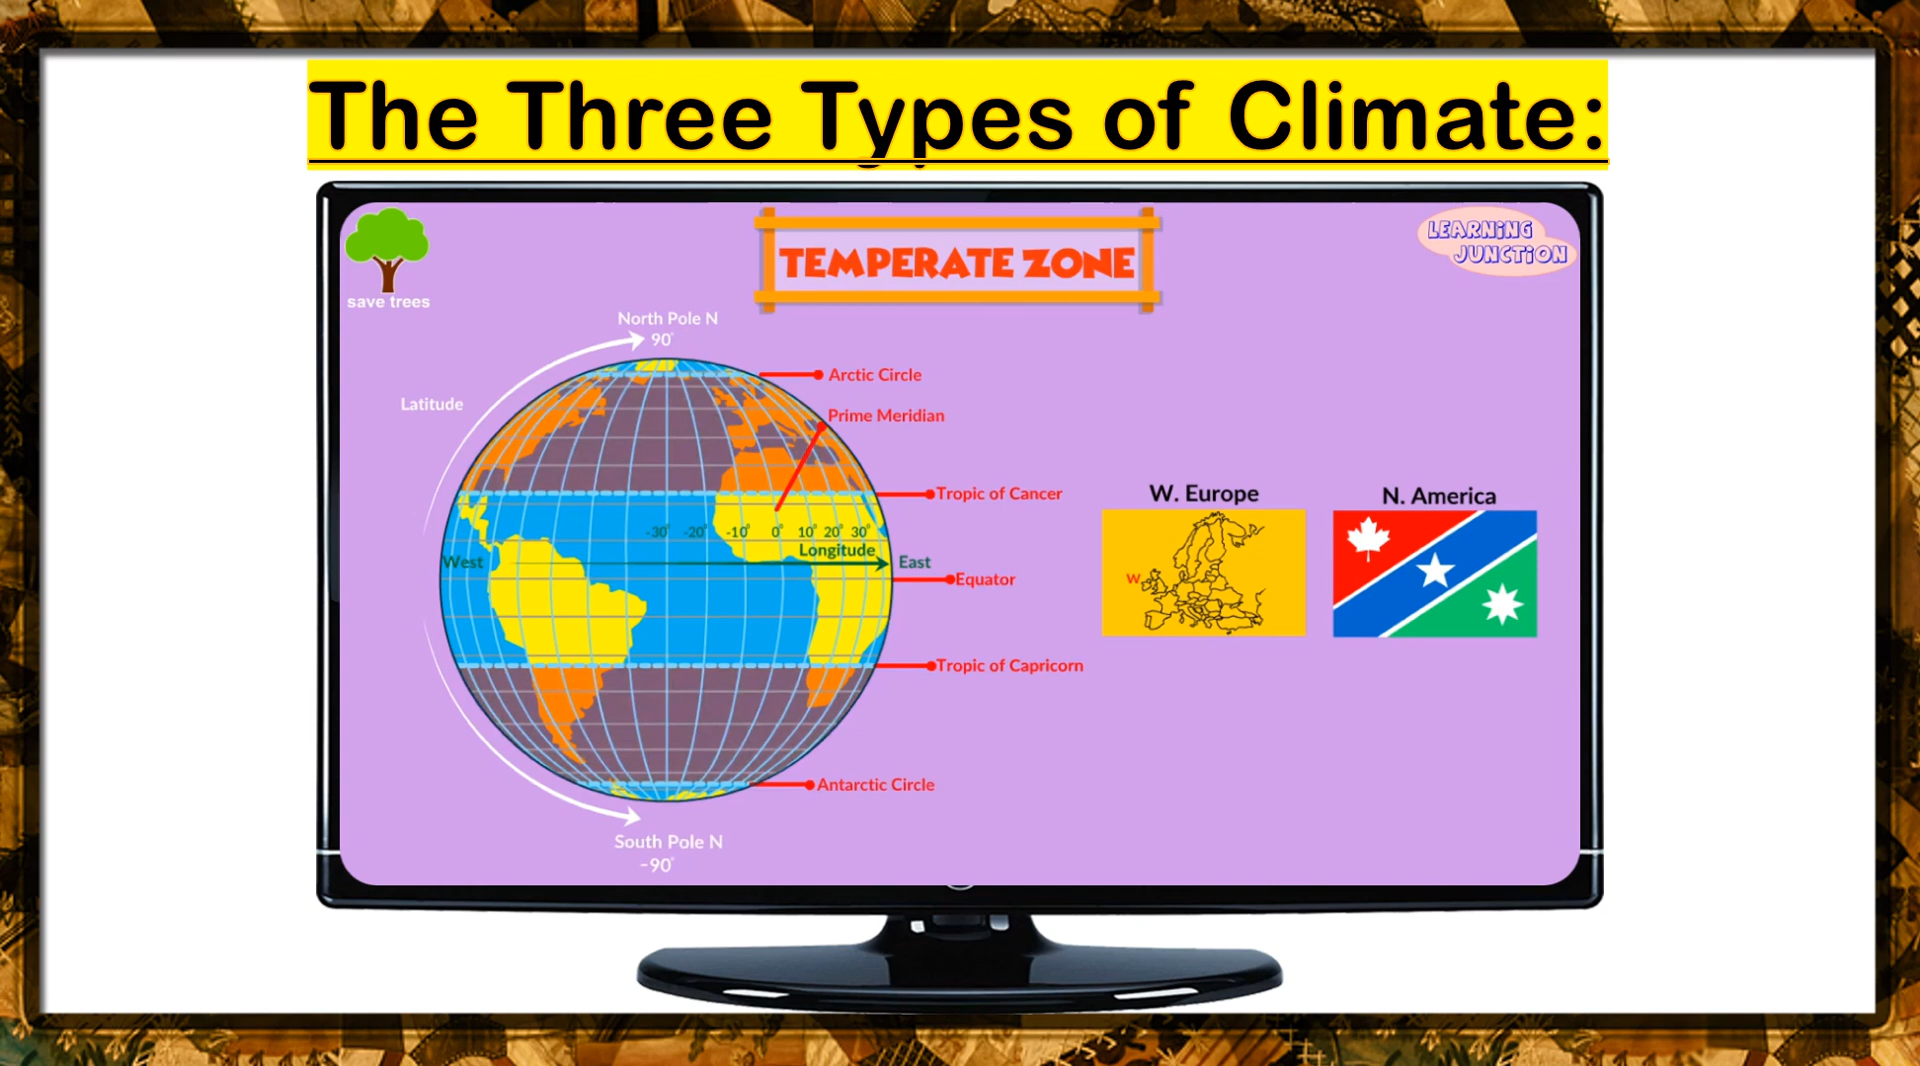 The Three Types of Climate:
save trees
TEMPERATE ZONE
LEARNING
JUNCTION
North Pole N
90°
Latitude
Arctic Circle
Prime Meridian
Tropic of Cancer
W. Europe
N. America
-30° -20° -10° 0° 10° 20° 30°
Longitude
West
East
W
Equator
Tropic of Capricorn
Antarctic Circle
South Pole N
-90°